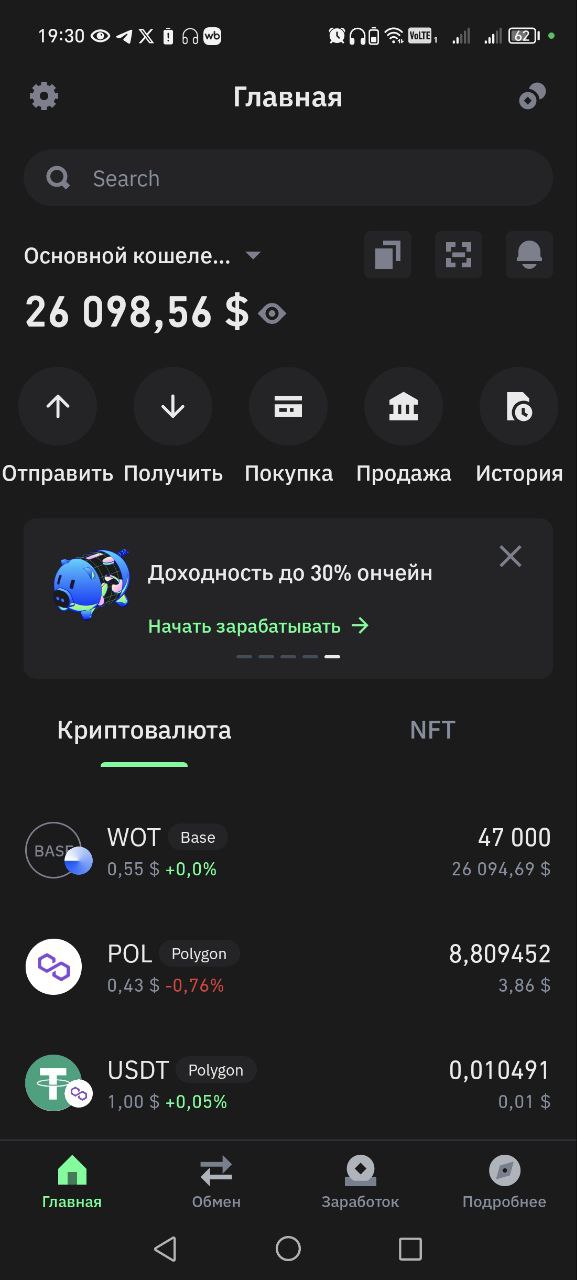 19:30 wb VoLTE 1 62
Главная
Search
Основной кошеле...
26 098,56 $
Отправить Получить Покупка Продажа История
Доходность до 30% ончейн
Начать зарабатывать →
Криптовалюта NFT
BASE WOT Base 47 000
0,55 $ +0,0% 26 094,69 $
POL Polygon 8,809452
0,43 $ -0,76% 3,86 $
USDT Polygon 0,010491
1,00 $ +0,05% 0,01 $
Главная Обмен Заработок Подробнее